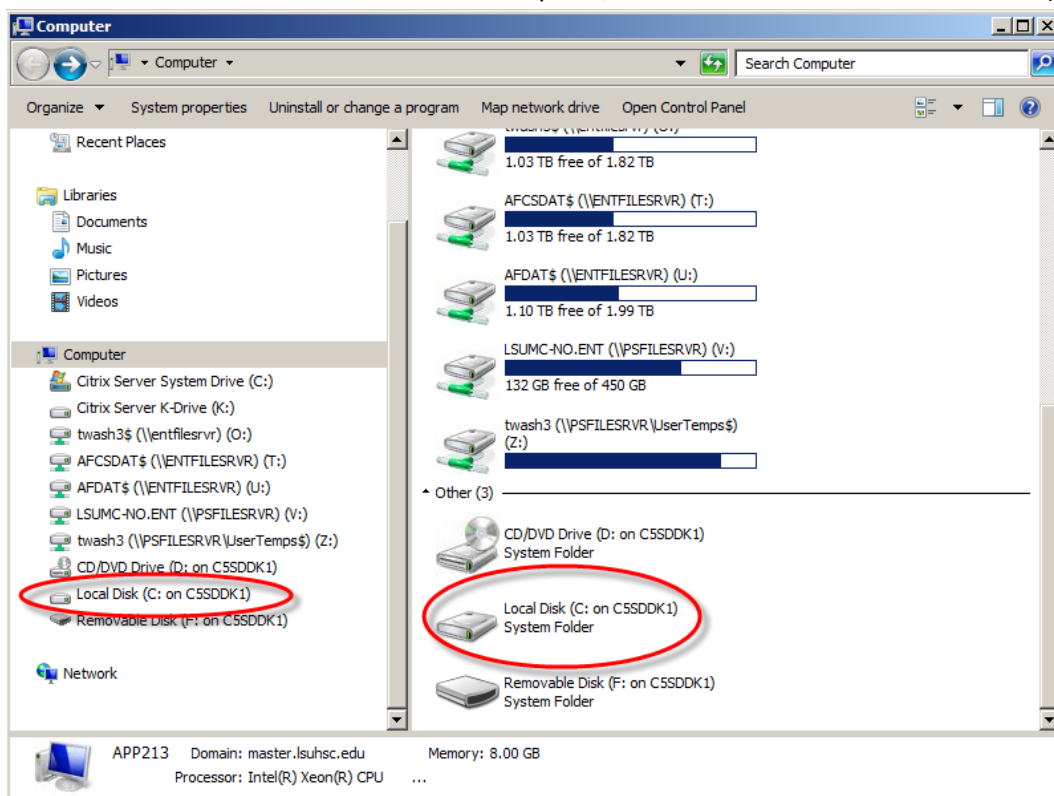 Computer
Computer
Search Computer
Organize
System properties
Uninstall or change a program
Map network drive
Open Control Panel
Recent Places
Libraries
Documents
Music
Pictures
Videos
Computer
Citrix Server System Drive (C:)
Citrix Server K-Drive (K:)
twash3$ (\\entfilesrvr) (O:)
AFCSDAT$ (\\ENTFILESRVR) (T:)
AFDAT$ (\\ENTFILESRVR) (U:)
LSUMC-NO.ENT (\\PSFILESRVR) (V:)
twash3 (\\PSFILESRVR\UserTemps$) (Z:)
CD/DVD Drive (D: on C5SDDK1)
Local Disk (C: on C5SDDK1)
Removable Disk (F: on C5SDDK1)
Network
twash3$ (\\entfilesrvr) (O:)
1.03 TB free of 1.82 TB
AFCSDAT$ (\\ENTFILESRVR) (T:)
1.03 TB free of 1.82 TB
AFDAT$ (\\ENTFILESRVR) (U:)
1.10 TB free of 1.99 TB
LSUMC-NO.ENT (\\PSFILESRVR) (V:)
132 GB free of 450 GB
twash3 (\\PSFILESRVR\UserTemps$)
(Z:)
Other (3)
CD/DVD Drive (D: on C5SDDK1)
System Folder
Local Disk (C: on C5SDDK1)
System Folder
Removable Disk (F: on C5SDDK1)
System Folder
APP213 Domain: master.lsuhsc.edu Memory: 8.00 GB
Processor: Intel(R) Xeon(R) CPU ...